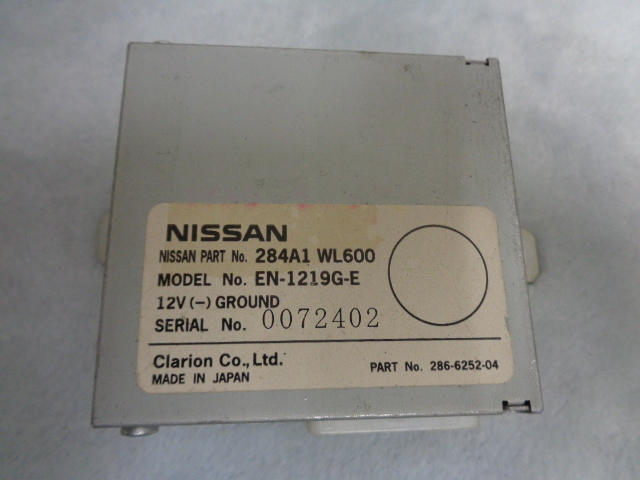 NISSAN
NISSAN PART No. 284A1 WL600
MODEL No. EN-1219G-E
12V (−) GROUND
SERIAL No. 0072402
Clarion Co., Ltd.
MADE IN JAPAN
PART No. 286-6252-04